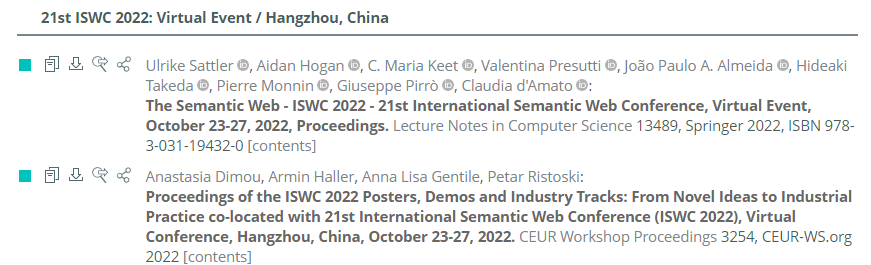 21st ISWC 2022: Virtual Event / Hangzhou, China
Ulrike Sattler, Aidan Hogan, C. Maria Keet, Valentina Presutti, João Paulo A. Almeida, Hideaki
Takeda, Pierre Monnin, Giuseppe Pirrò, Claudia d'Amato:
The Semantic Web - ISWC 2022 - 21st International Semantic Web Conference, Virtual Event,
October 23-27, 2022, Proceedings. Lecture Notes in Computer Science 13489, Springer 2022, ISBN 978-
3-031-19432-0 [contents]
Anastasia Dimou, Armin Haller, Anna Lisa Gentile, Petar Ristoski:
Proceedings of the ISWC 2022 Posters, Demos and Industry Tracks: From Novel Ideas to Industrial
Practice co-located with 21st International Semantic Web Conference (ISWC 2022), Virtual
Conference, Hangzhou, China, October 23-27, 2022. CEUR Workshop Proceedings 3254, CEUR-WS.org
2022 [contents]